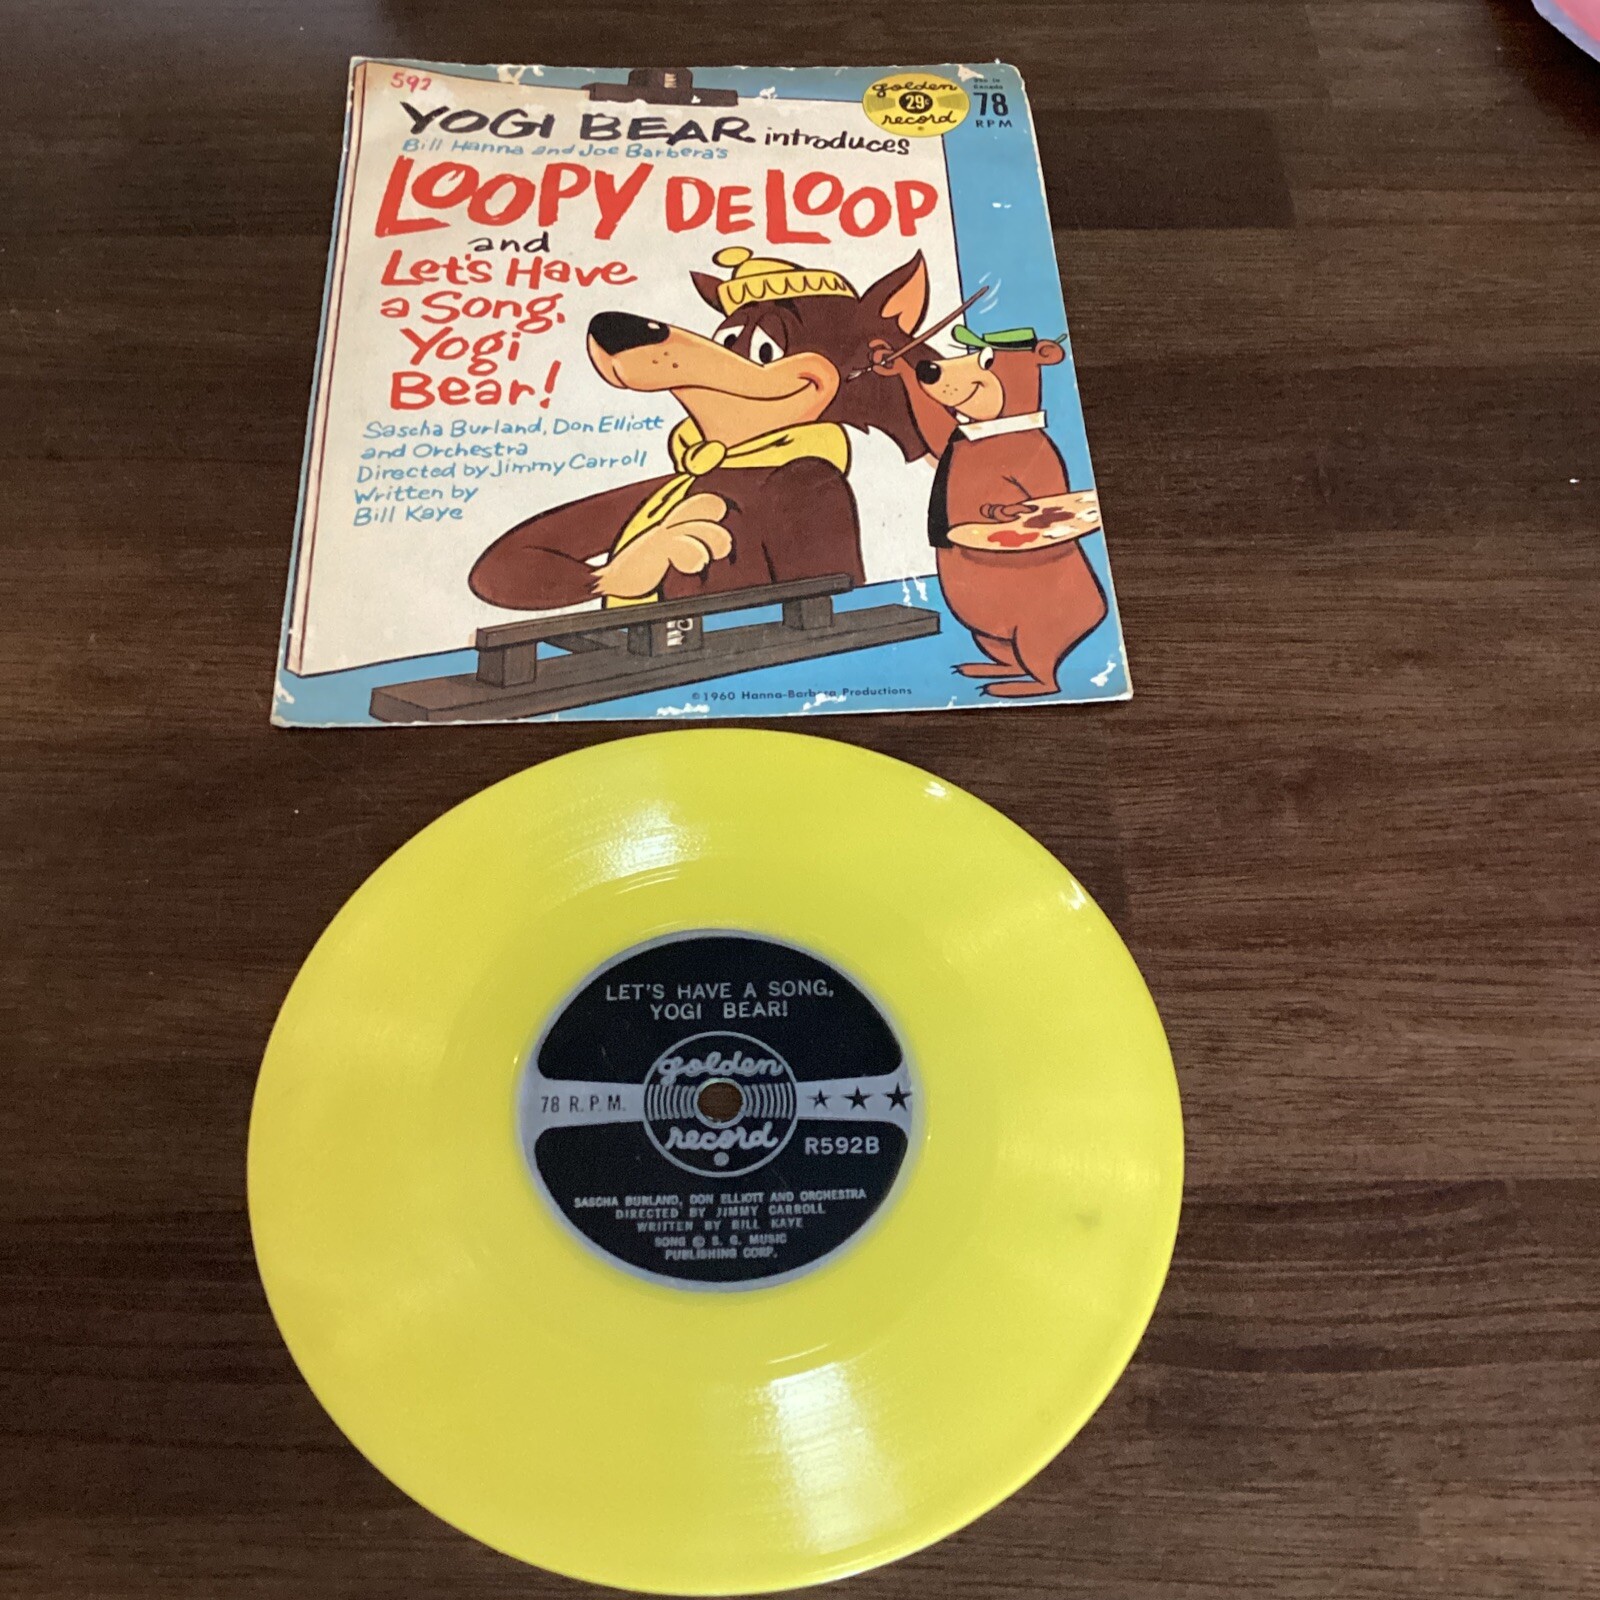 592
YOGI BEAR introduces
Bill Hanna and Joe Barbera's
LOOPY DE LOOP
and
Let's Have
a Song,
Yogi
Bear!
Sascha Burland, Don Elliott
and Orchestra
Directed by Jimmy Carroll
Written by
Bill Kaye
golden
29¢
record
Canada
78
RPM
©1960 Hanna-Barbera Productions
LET'S HAVE A SONG,
YOGI BEAR!
golden
78 R.P.M.
record
R592B
SASCHA BURLAND, DON ELLIOTT AND ORCHESTRA
DIRECTED BY JIMMY CARROLL
WRITTEN BY BILL KAYE
SONG © S. G. MUSIC
PUBLISHING CORP.